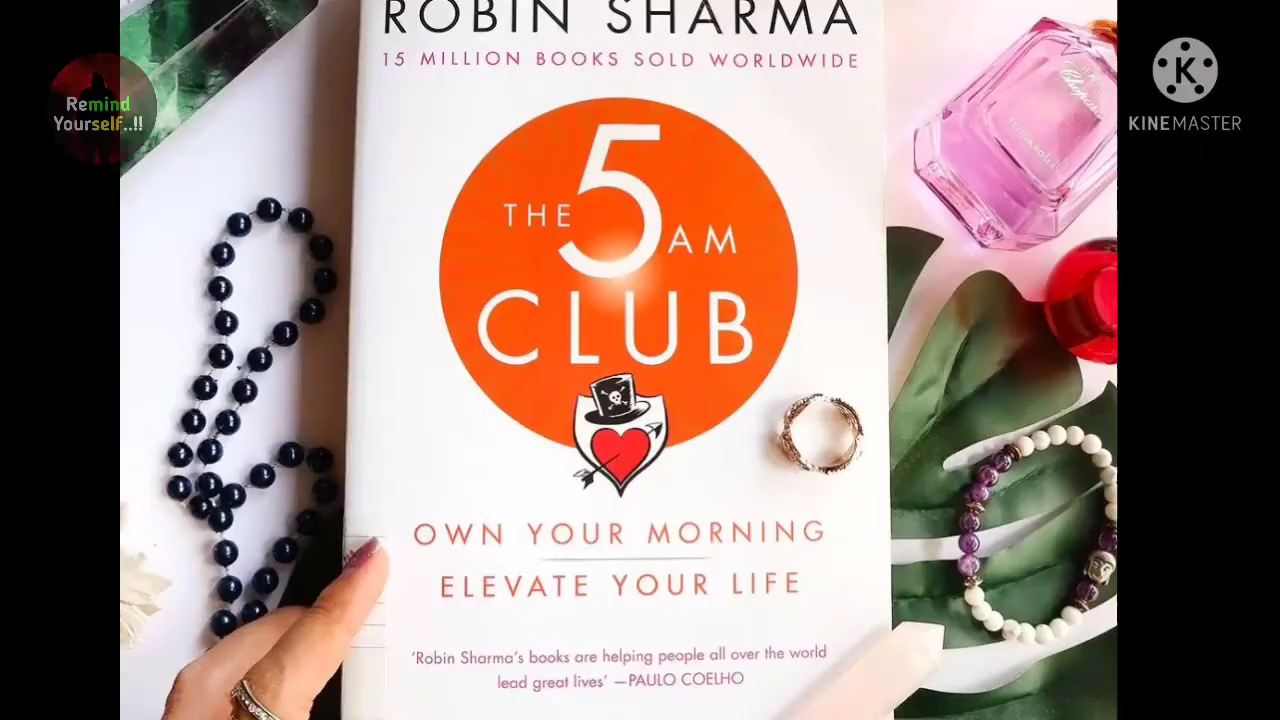 ROBIN SHARMA
15 MILLION BOOKS SOLD WORLDWIDE
THE 5 AM
CLUB
OWN YOUR MORNING
ELEVATE YOUR LIFE
'Robin Sharma's books are helping people all over the world
lead great lives' —PAULO COELHO
Remind
Yourself..!!
K
KINEMASTER
Chopard